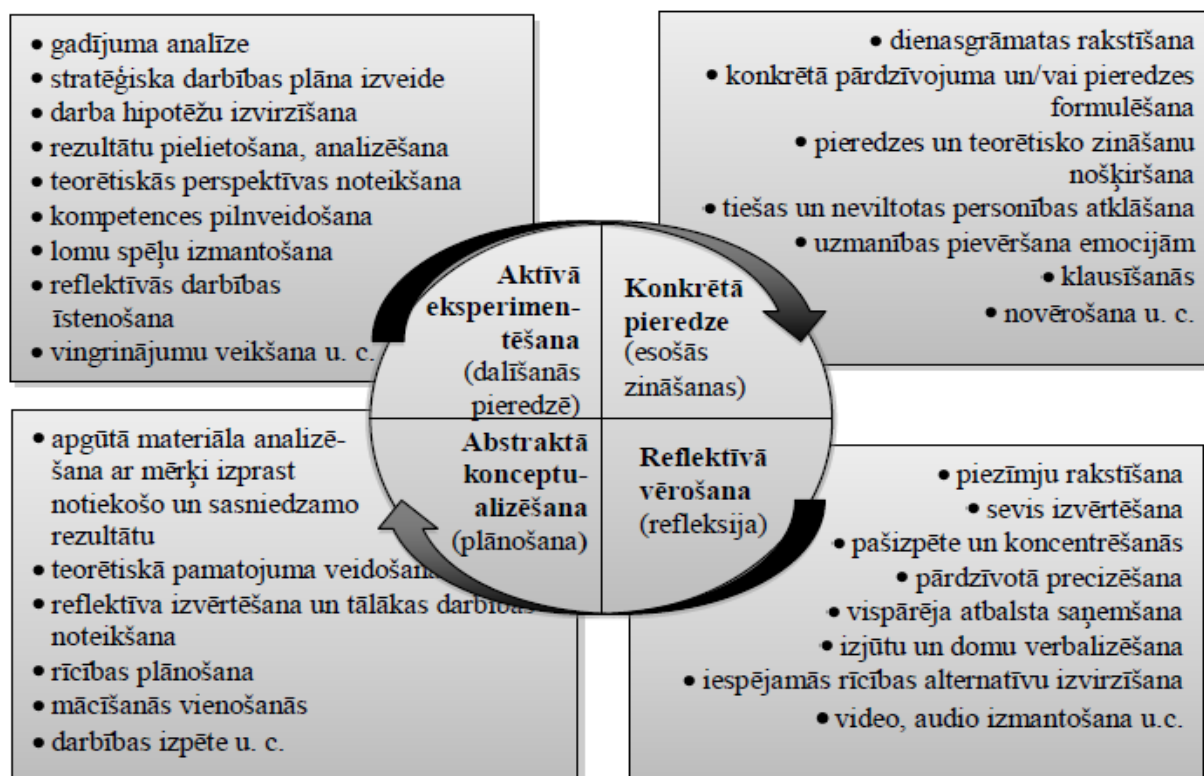 • gadījuma analīze
• stratēģiska darbības plāna izveide
• darba hipotēžu izvirzīšana
• rezultātu pielietošana, analizēšana
• teorētiskās perspektīvas noteikšana
• kompetences pilnveidošana
• lomu spēļu izmantošana
• reflektīvās darbības
īstenošana
• vingrinājumu veikšana u. c.
• dienasgrāmatas rakstīšana
• konkrētā pārdzīvojuma un/vai pieredzes
formulēšana
• pieredzes un teorētisko zināšanu
nošķiršana
• tiešas un neviltotas personības atklāšana
• uzmanības pievēršana emocijām
• klausīšanās
• novērošana u. c.
Aktīvā
eksperimen-
tēšana
(dalīšanās
pieredzē)
Konkrētā
pieredze
(esošās
zināšanas)
Abstraktā
konceptu-
alizēšana
(plānošana)
Reflektīvā
vērošana
(refleksija)
• apgūtā materiāla analizē-
šana ar mērķi izprast
notiekošo un sasniedzamo
rezultātu
• teorētiskā pamatojuma veidošana
• reflektīva izvērtēšana un tālākas darbības
noteikšana
• rīcības plānošana
• mācīšanās vienošanās
• darbības izpēte u. c.
• piezīmju rakstīšana
• sevis izvērtēšana
• pašizpēte un koncentrēšanās
• pārdzīvotā precizēšana
• vispārēja atbalsta saņemšana
• izjūtu un domu verbalizēšana
• iespējamās rīcības alternatīvu izvirzīšana
• video, audio izmantošana u.c.